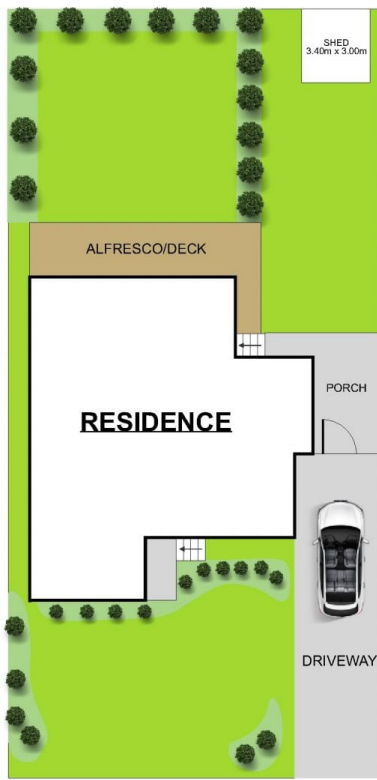 SHED
3.40m x 3.00m
ALFRESCO/DECK
PORCH
RESIDENCE
DRIVEWAY